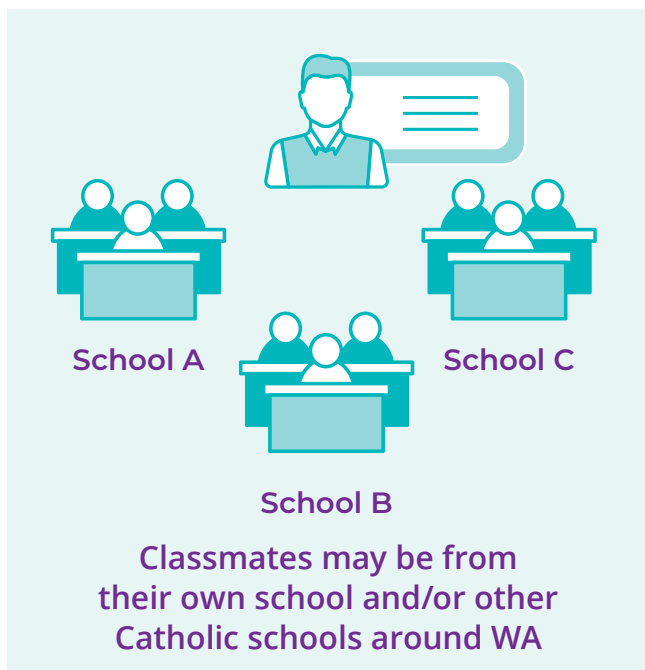 School A
School C
School B
Classmates may be from
their own school and/or other
Catholic schools around WA